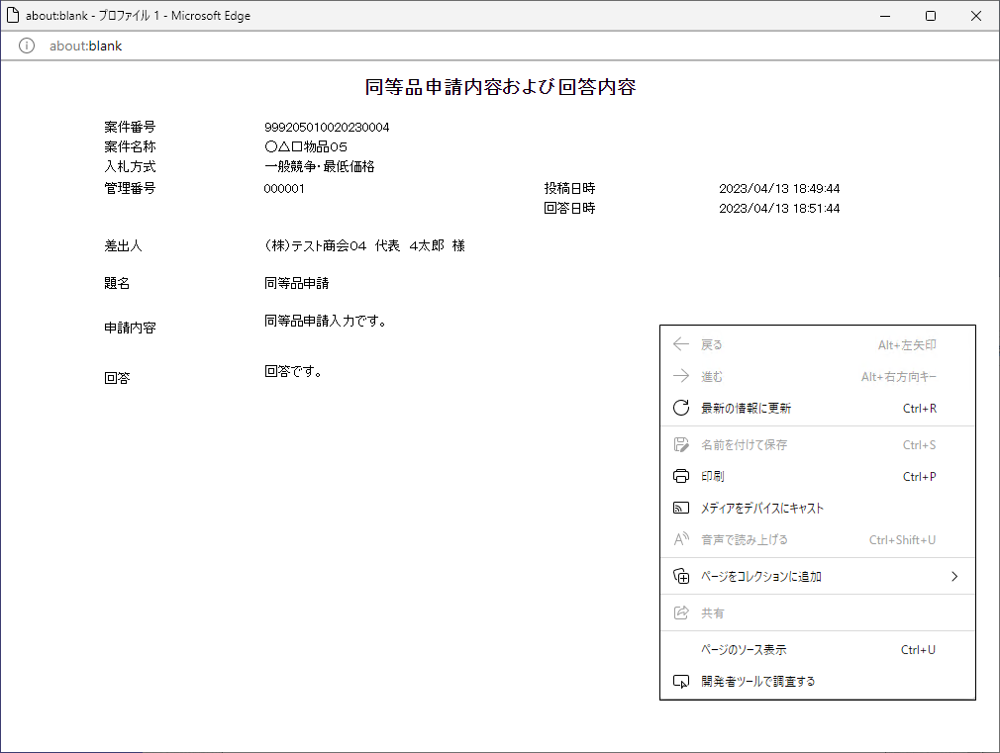 about:blank - プロファイル 1 - Microsoft Edge
about:blank
同等品申請内容および回答内容
案件番号 999205010020230004
案件名称 〇△口物品05
入札方式 一般競争・最低価格
管理番号 000001 投稿日時 2023/04/13 18:49:44
回答日時 2023/04/13 18:51:44
差出人 (株)テスト商会04 代表 4太郎 様
題名 同等品申請
申請内容 同等品申請入力です。
回答 回答です。
戻る Alt+左矢印
進む Alt+右方向キー
最新の情報に更新 Ctrl+R
名前を付けて保存 Ctrl+S
印刷 Ctrl+P
メディアをデバイスにキャスト
音声で読み上げる Ctrl+Shift+U
ページをコレクションに追加
共有
ページのソース表示 Ctrl+U
開発者ツールで調査する